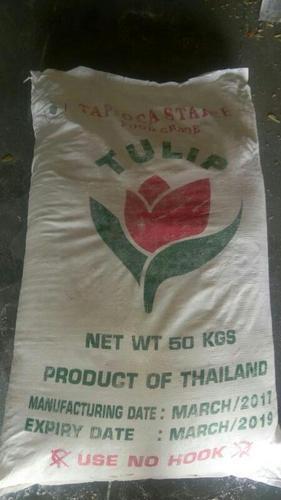 TAPIOCA STARCH
FOOD GRADE
TULIP
NET WT 50 KGS
PRODUCT OF THAILAND
MANUFACTURING DATE : MARCH/2017
EXPIRY DATE : MARCH/2019
USE NO HOOK